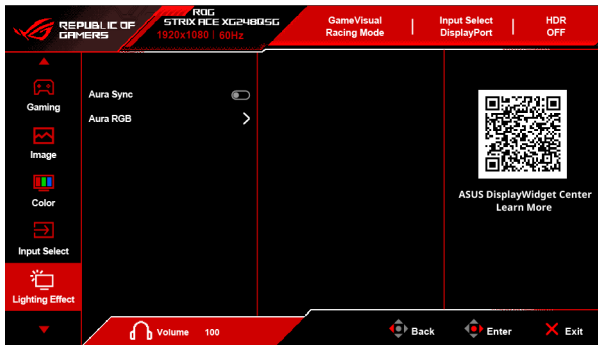 REPUBLIC OF
GAMERS
ROG
STRIX ACE XG248QSG
1920x1080 | 60Hz
GameVisual
Racing Mode
Input Select
DisplayPort
HDR
OFF
Gaming
Image
Color
Input Select
Lighting Effect
Aura Sync
Aura RGB
ASUS DisplayWidget Center
Learn More
Volume 100
Back
Enter
Exit